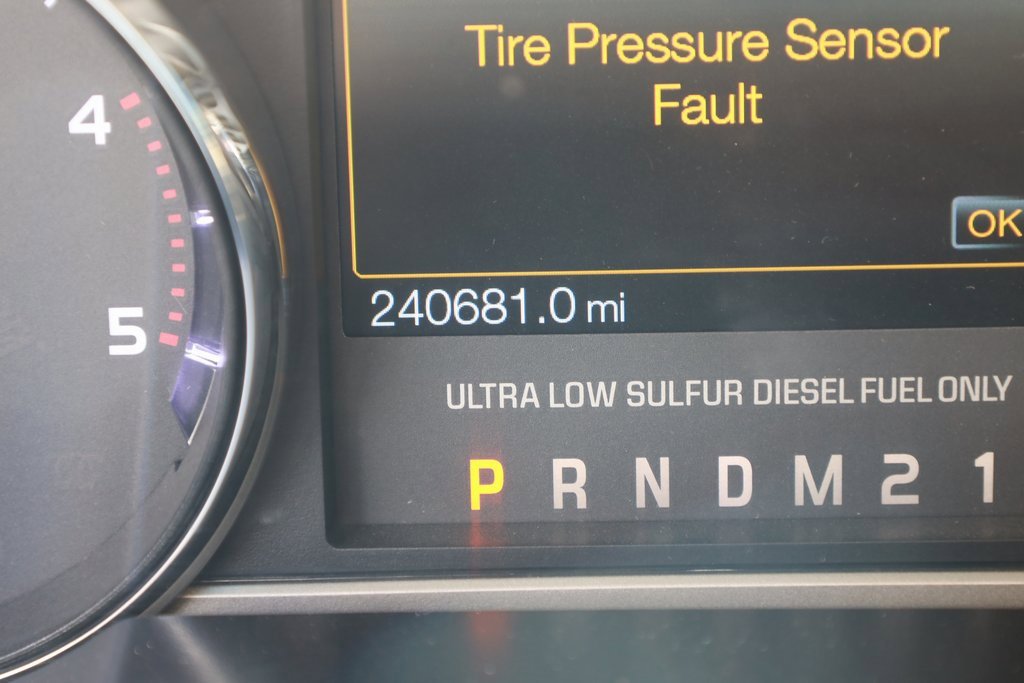 Tire Pressure Sensor
Fault
4
OK
5
240681.0 mi
ULTRA LOW SULFUR DIESEL FUEL ONLY
P R N D M 2 1